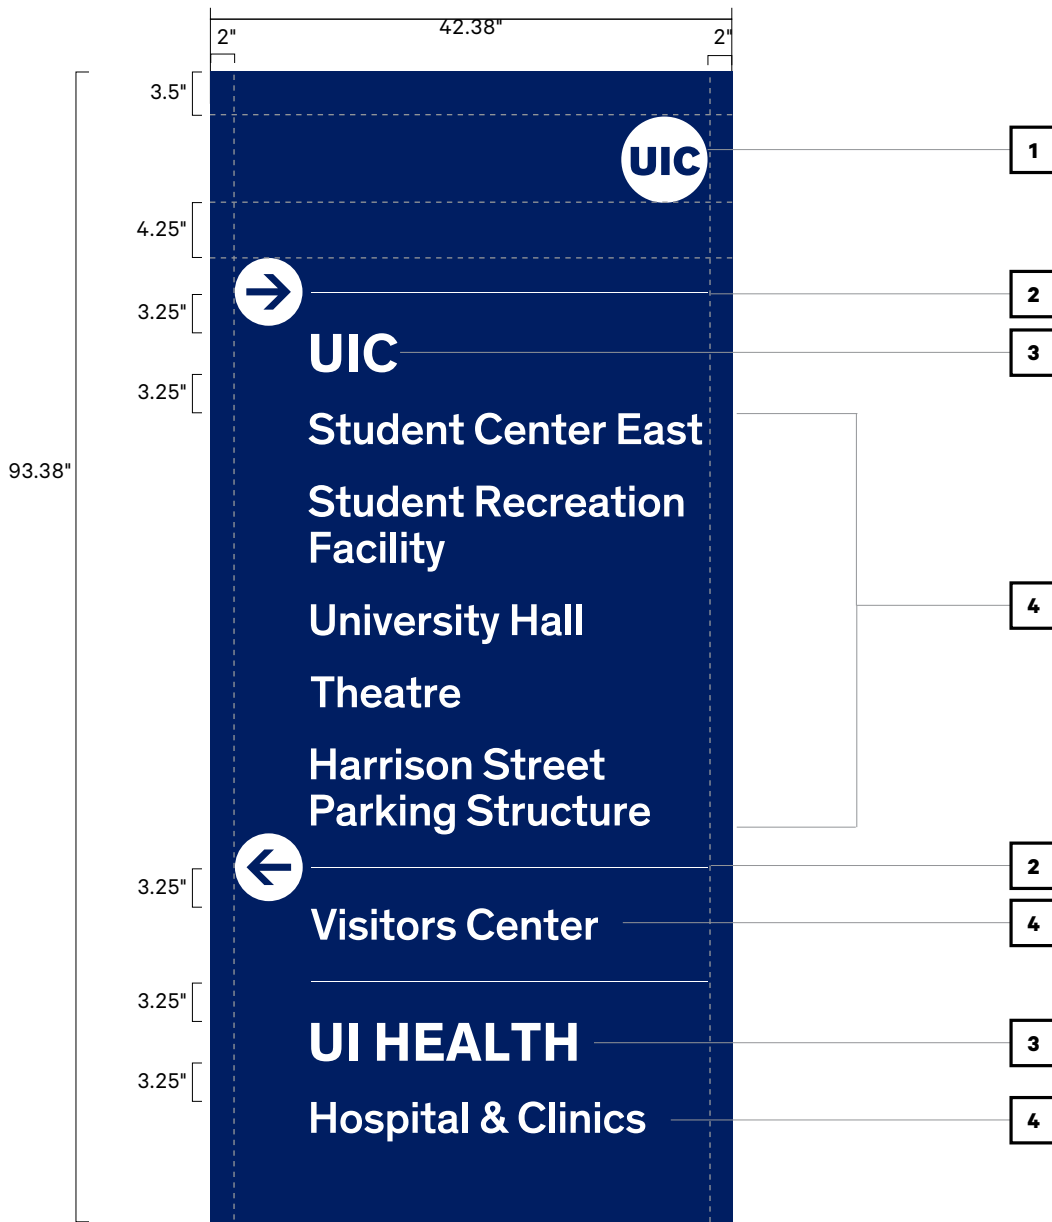 42.38"
2"
2"
3.5"
UIC
1
4.25"
3.25"
2
UIC
3
3.25"
Student Center East
93.38"
Student Recreation
Facility
4
University Hall
Theatre
Harrison Street
Parking Structure
2
3.25"
Visitors Center
4
3.25"
UI HEALTH
3
3.25"
Hospital & Clinics
4